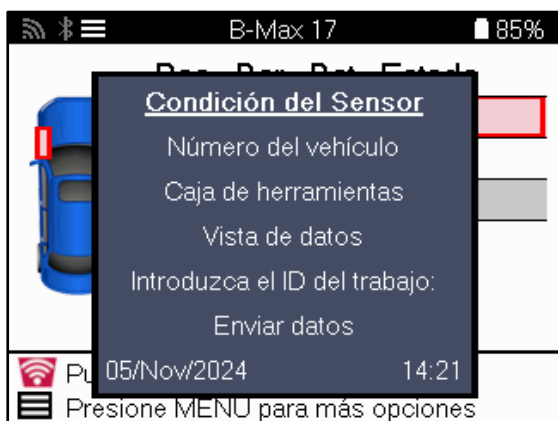 B-Max 17 85%
Estado
Condición del Sensor
Número del vehículo
Caja de herramientas
Vista de datos
Introduzca el ID del trabajo:
Enviar datos
05/Nov/2024 14:21
Presione MENU para más opciones